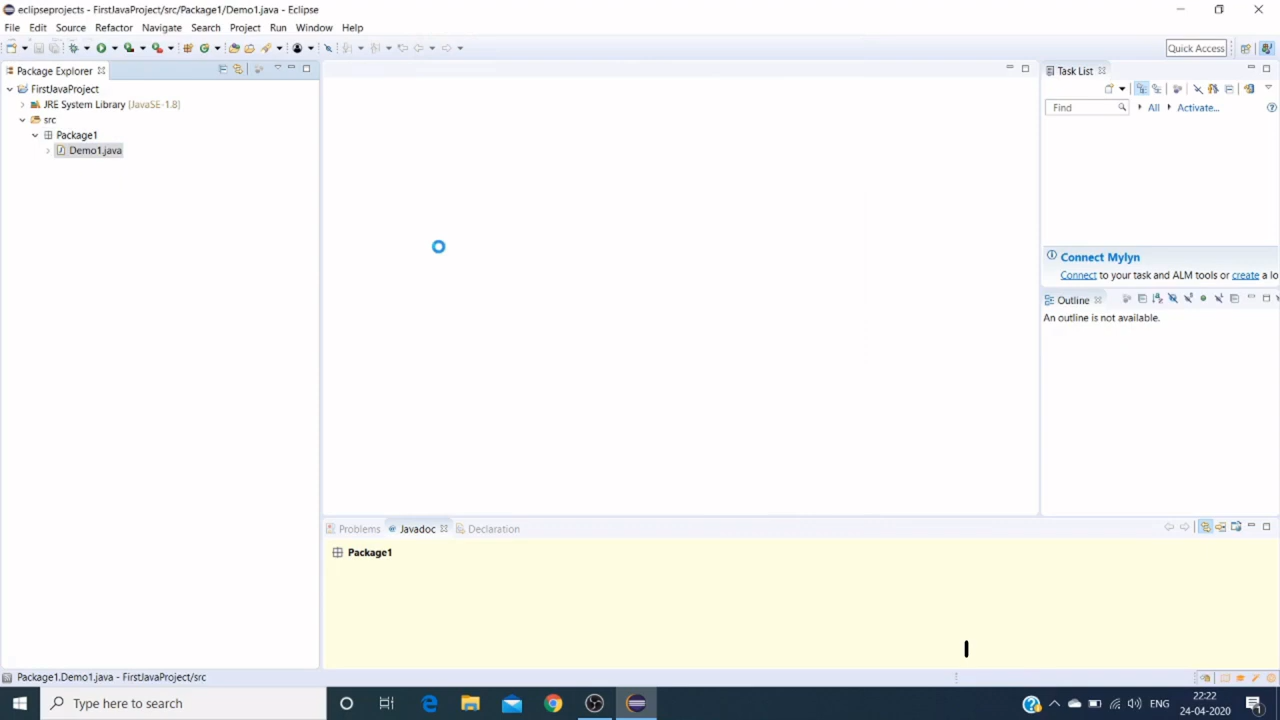 eclipseprojects - FirstJavaProject/src/Package1/Demo1.java - Eclipse
File Edit Source Refactor Navigate Search Project Run Window Help
Quick Access
Package Explorer
FirstJavaProject
JRE System Library [JavaSE-1.8]
src
Package1
Demo1.java
Task List
Find
All
Activate...
Connect Mylyn
Connect to your task and ALM tools or create a lo
Outline
An outline is not available.
Problems Javadoc Declaration
Package1
Package1.Demo1.java - FirstJavaProject/src
Type here to search
ENG
22:22
24-04-2020
1